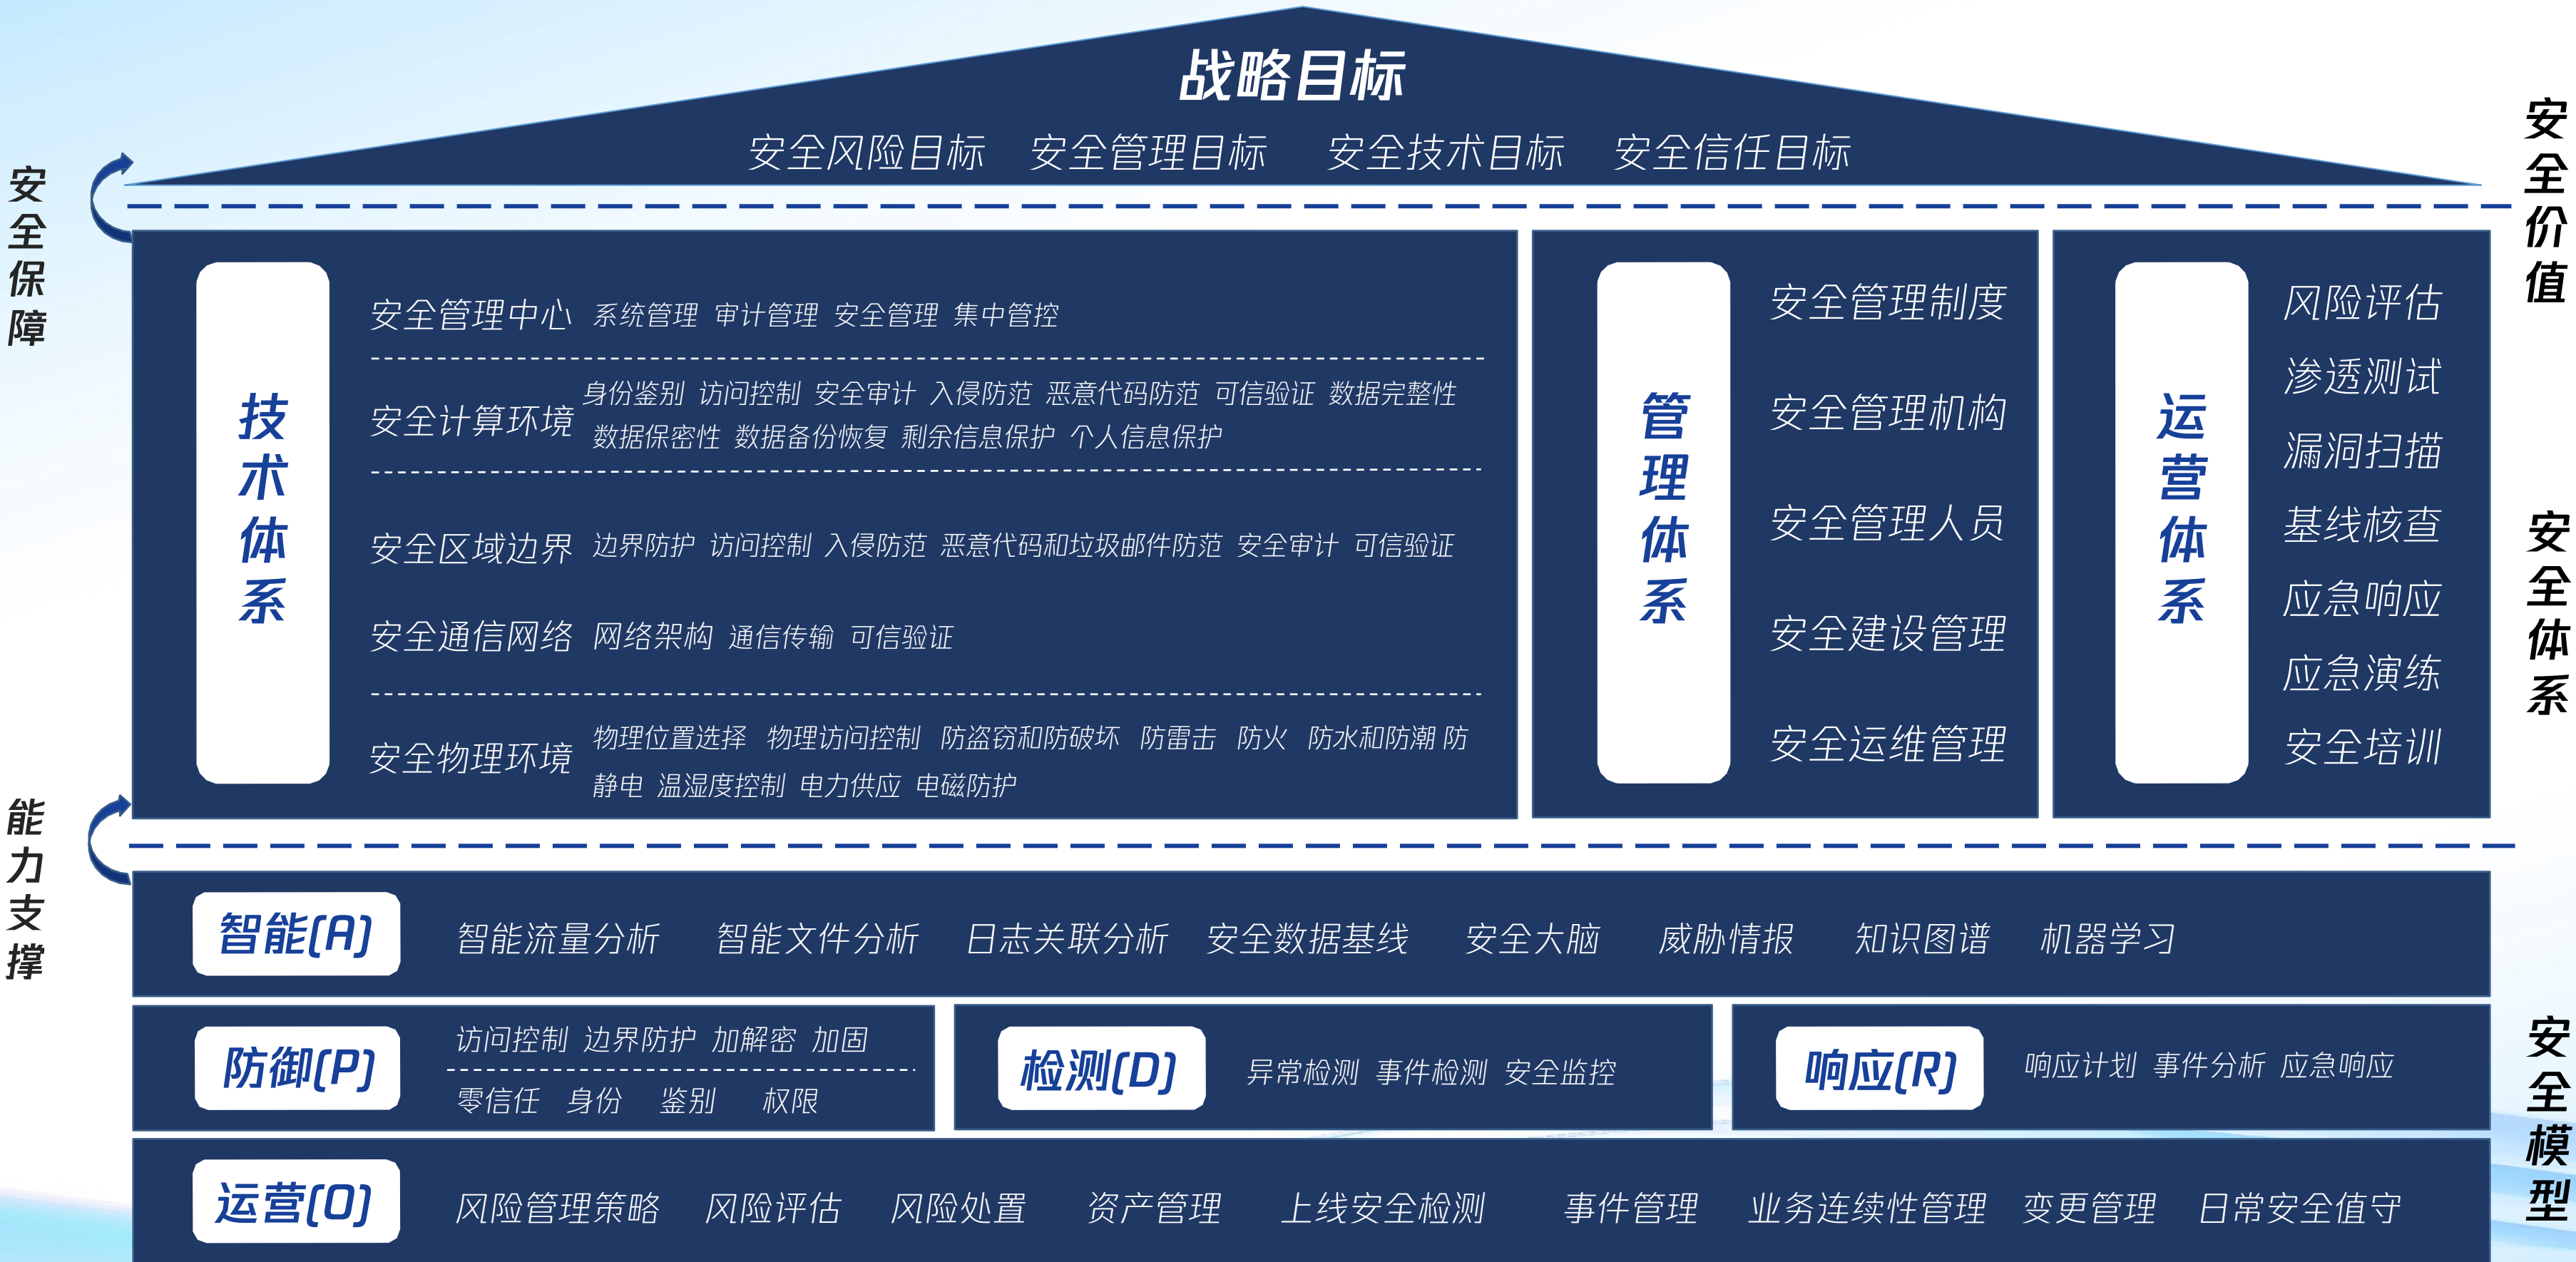 战略目标
安全风险目标 安全管理目标 安全技术目标 安全信任目标
安全保障
安全价值
技术体系
安全管理中心 系统管理 审计管理 安全管理 集中管控
安全计算环境
身份鉴别 访问控制 安全审计 入侵防范 恶意代码防范 可信验证 数据完整性
数据保密性 数据备份恢复 剩余信息保护 个人信息保护
安全区域边界 边界防护 访问控制 入侵防范 恶意代码和垃圾邮件防范 安全审计 可信验证
安全通信网络 网络架构 通信传输 可信验证
安全物理环境
物理位置选择 物理访问控制 防盗窃和防破坏 防雷击 防火 防水和防潮 防
静电 温湿度控制 电力供应 电磁防护
管理体系
安全管理制度
安全管理机构
安全管理人员
安全建设管理
安全运维管理
运营体系
风险评估
渗透测试
漏洞扫描
基线核查
应急响应
应急演练
安全培训
安全体系
能力支撑
智能(A) 智能流量分析 智能文件分析 日志关联分析 安全数据基线 安全大脑 威胁情报 知识图谱 机器学习
防御(P)
访问控制 边界防护 加解密 加固
零信任 身份 鉴别 权限
检测(D) 异常检测 事件检测 安全监控
响应(R) 响应计划 事件分析 应急响应
运营(O) 风险管理策略 风险评估 风险处置 资产管理 上线安全检测 事件管理 业务连续性管理 变更管理 日常安全值守
安全模型